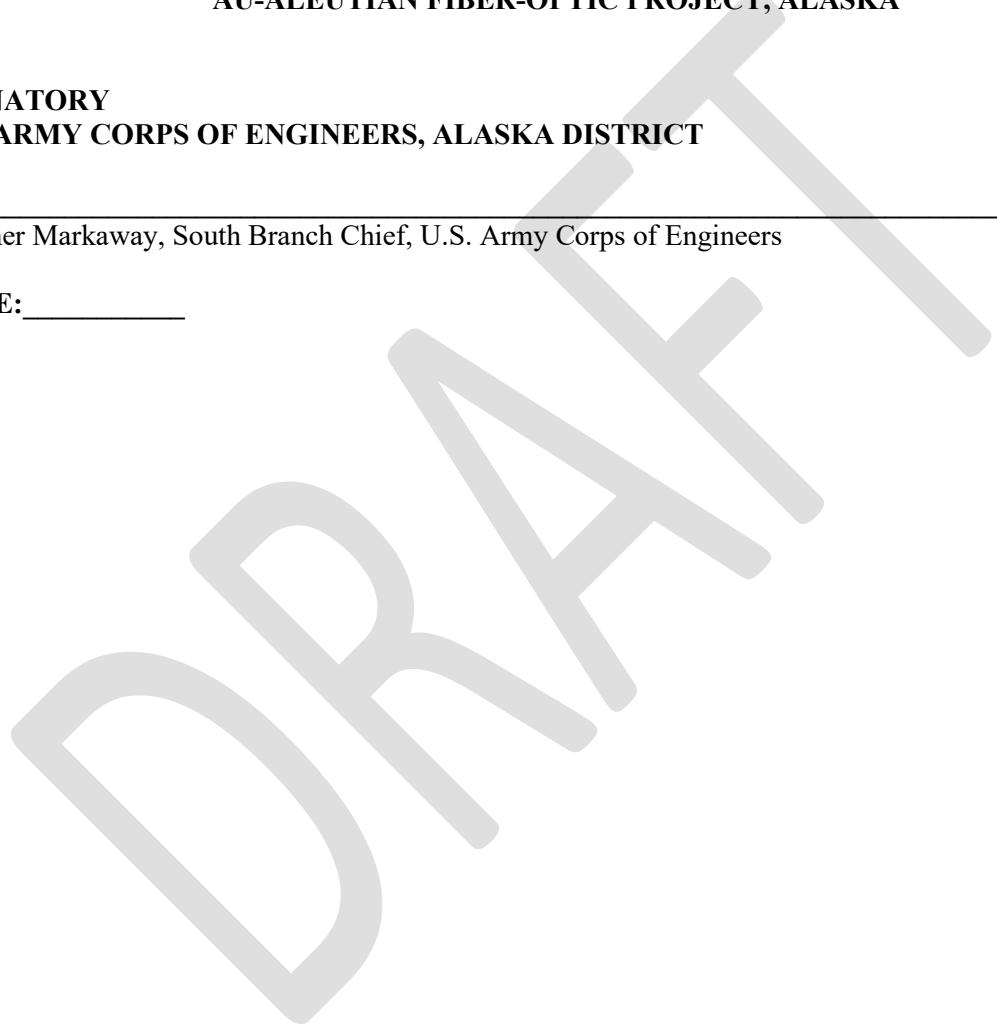 AU-ALEUTIAN FIBER-OPTIC PROJECT, ALASKA
NATORY
ARMY CORPS OF ENGINEERS, ALASKA DISTRICT
er Markaway, South Branch Chief, U.S. Army Corps of Engineers
E:
DRAFT